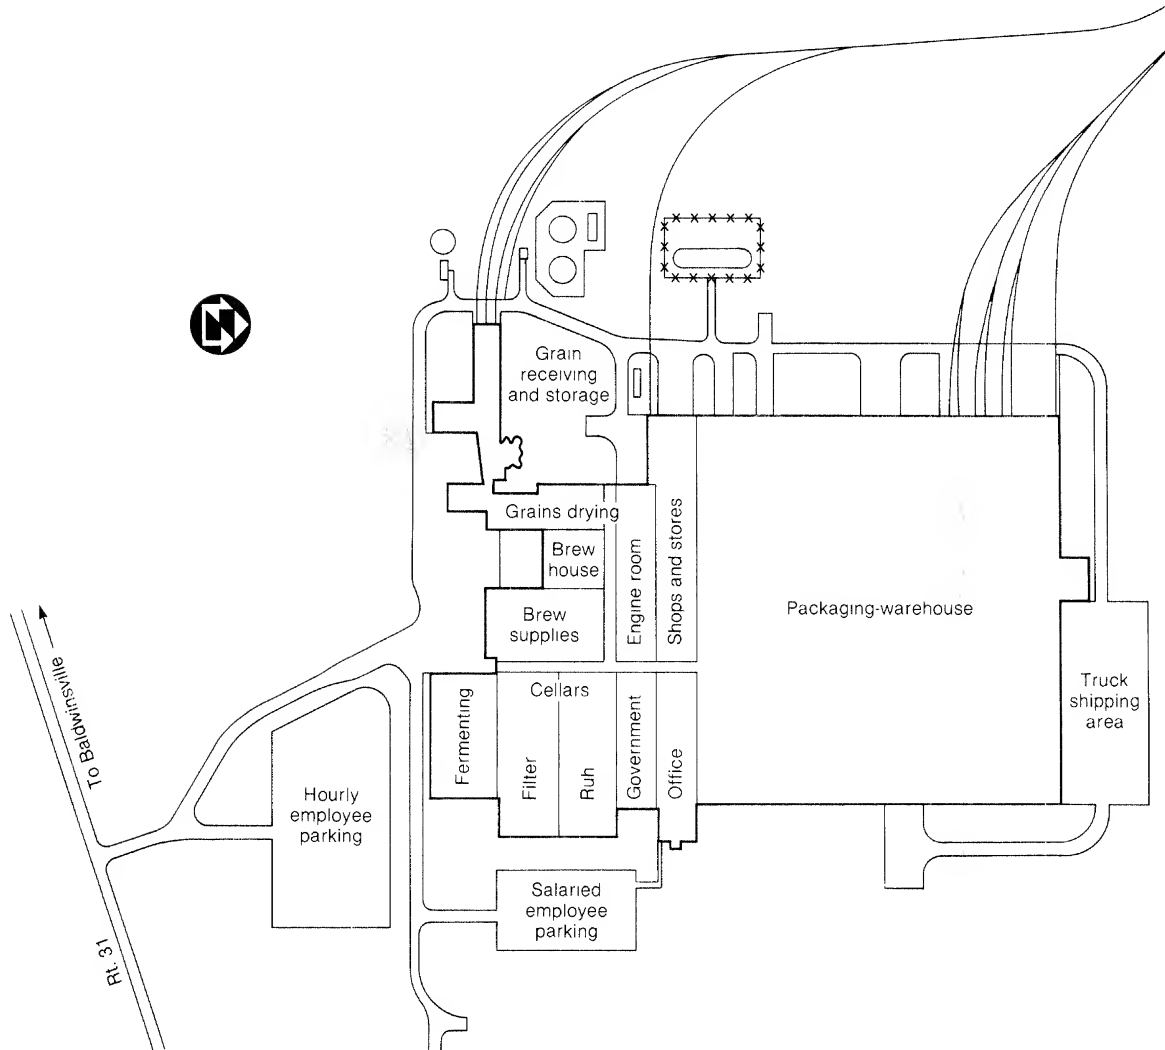 N
Grain
receiving
and storage
Grains drying
Brew
house
Brew
supplies
Engine room
Shops and stores
Packaging-warehouse
Truck
shipping
area
Cellars
Fermenting
Filter
Ruh
Government
Office
To Baldwinsville
Hourly
employee
parking
Salaried
employee
parking
Rt. 31